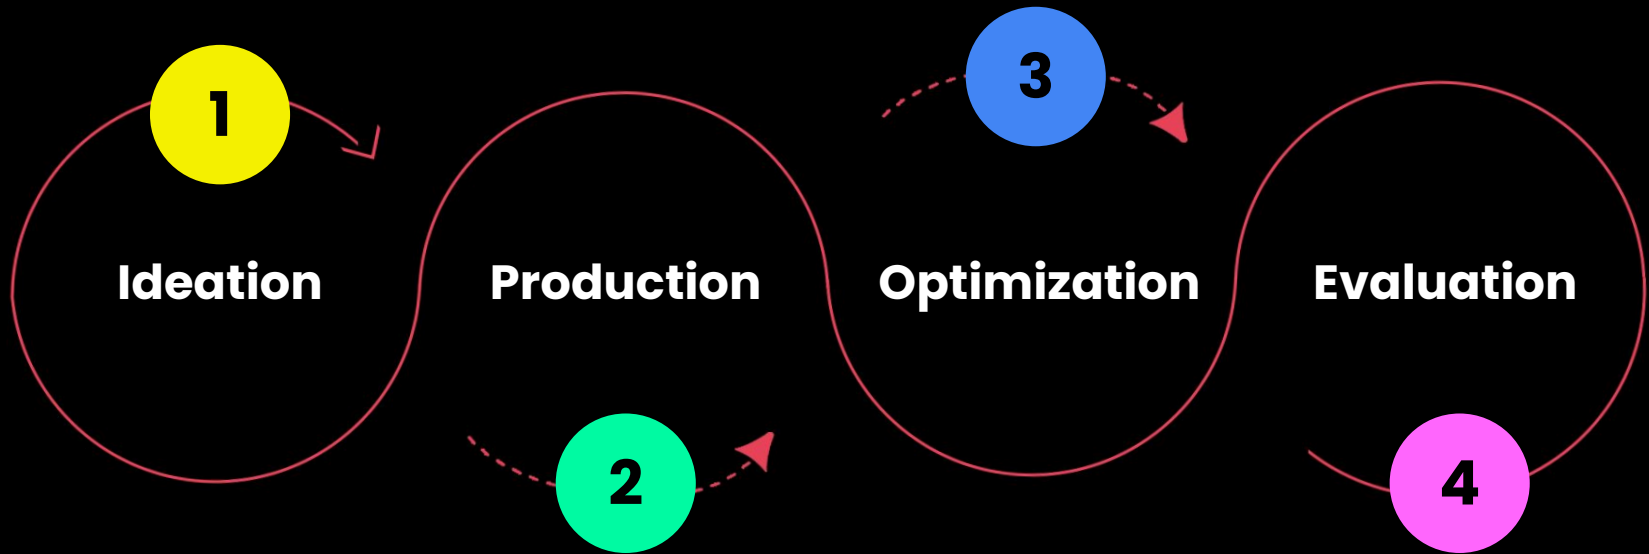 1
Ideation
2
Production
3
Optimization
4
Evaluation